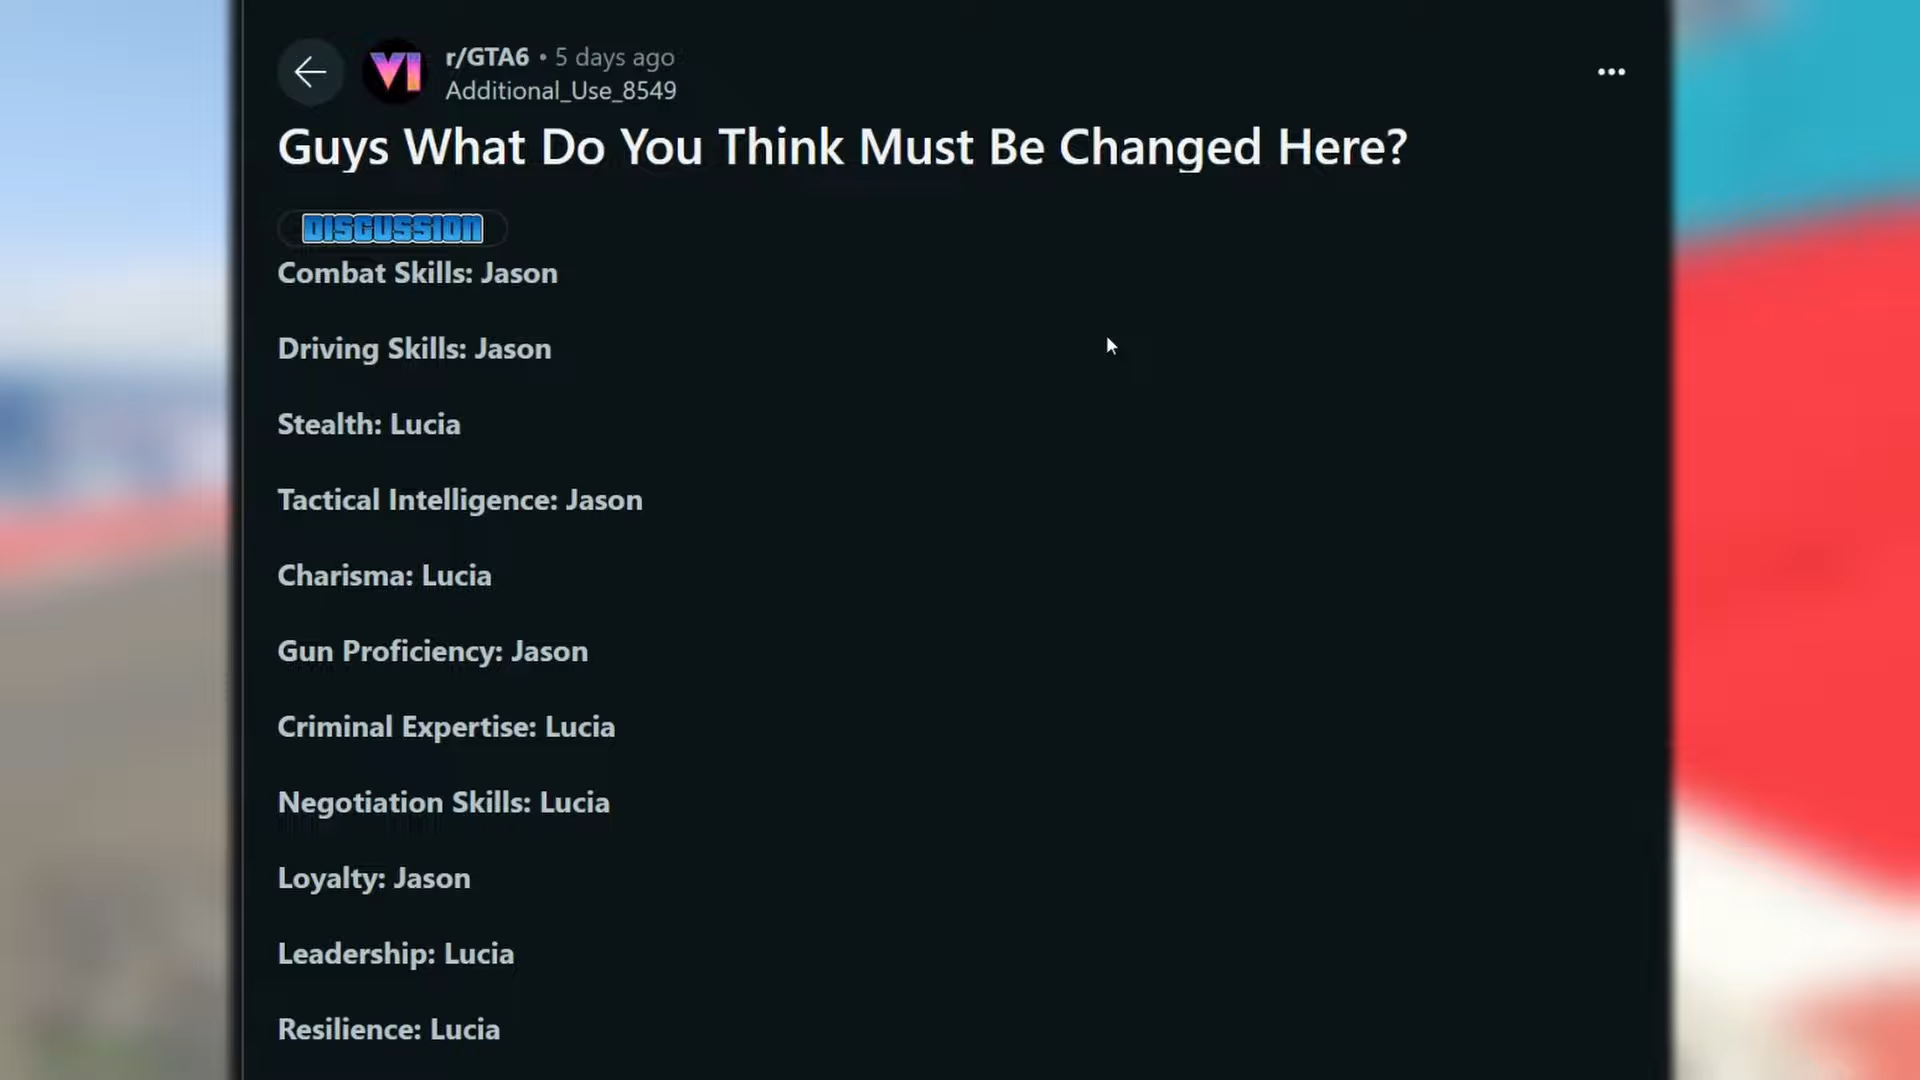 VI
r/GTA6 • 5 days ago
Additional_Use_8549
Guys What Do You Think Must Be Changed Here?
DISCUSSION
Combat Skills: Jason
Driving Skills: Jason
Stealth: Lucia
Tactical Intelligence: Jason
Charisma: Lucia
Gun Proficiency: Jason
Criminal Expertise: Lucia
Negotiation Skills: Lucia
Loyalty: Jason
Leadership: Lucia
Resilience: Lucia